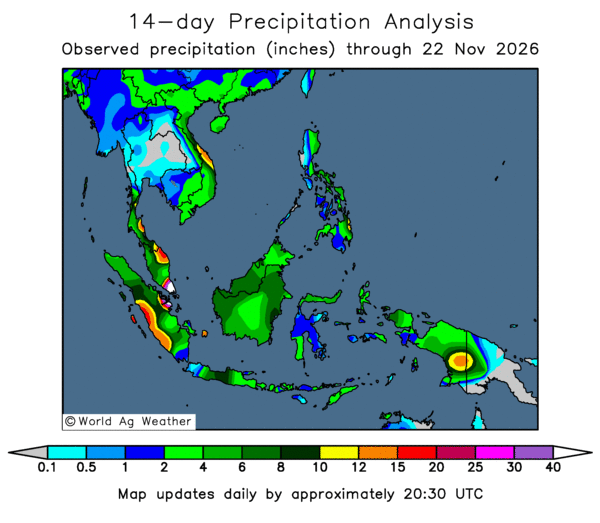 14-day Precipitation Analysis
Observed precipitation (inches) through 22 Nov 2026
©World Ag Weather
0.1 0.5 1 2 4 6 8 10 12 15 20 25 30 40
Map updates daily by approximately 20:30 UTC